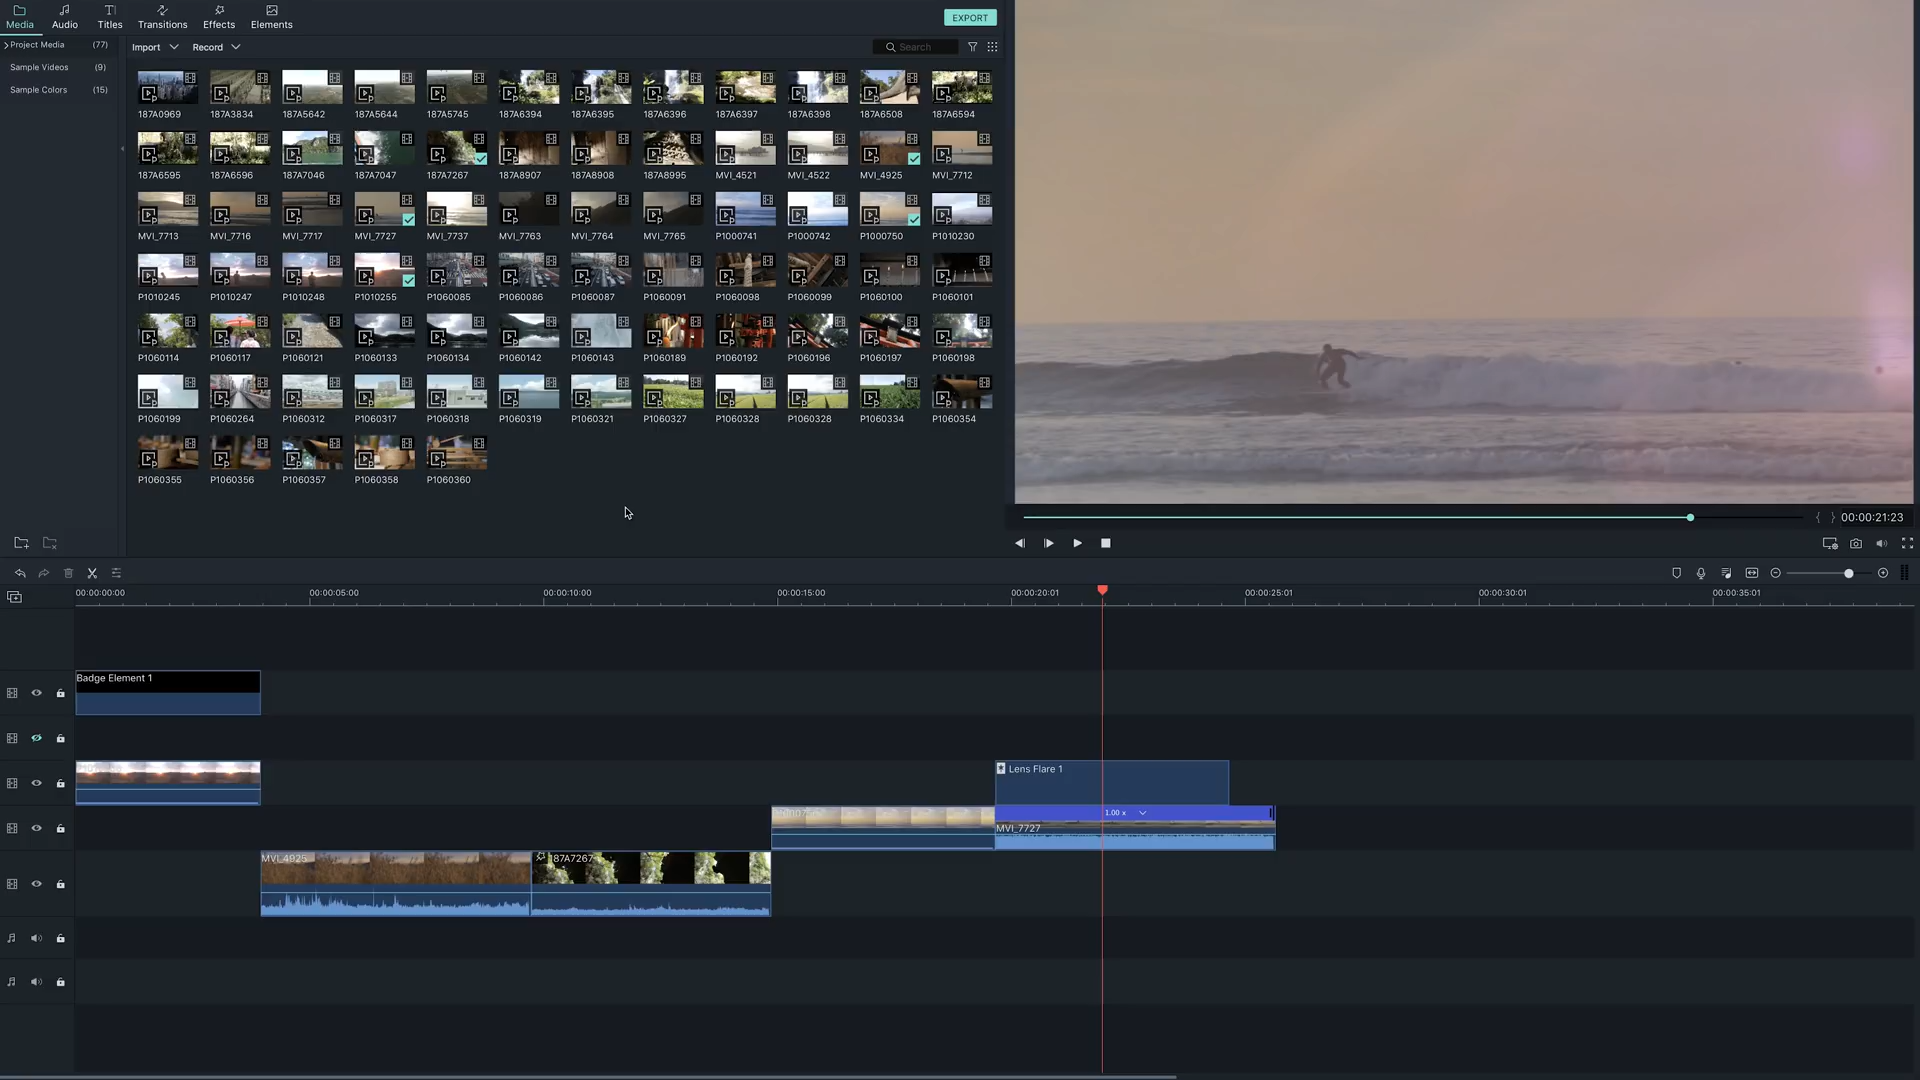 Media Audio Titles Transitions Effects Elements EXPORT
Project Media (77) Import Record Search
Sample Videos (9)
Sample Colors (15)
187A0969 187A3834 187A5642 187A5644 187A5745 187A6394 187A6395 187A6396 187A6397 187A6398 187A6508 187A6594
187A6595 187A6596 187A7046 187A7047 187A7267 187A8907 187A8908 187A8995 MVI_4521 MVI_4522 MVI_4925 MVI_7712
MVI_7713 MVI_7716 MVI_7717 MVI_7727 MVI_7737 MVI_7763 MVI_7764 MVI_7765 P1000741 P1000742 P1000750 P1010230
P1010245 P1010247 P1010248 P1010255 P1060085 P1060086 P1060087 P1060091 P1060098 P1060099 P1060100 P1060101
P1060114 P1060117 P1060121 P1060133 P1060134 P1060142 P1060143 P1060189 P1060192 P1060196 P1060197 P1060198
P1060199 P1060264 P1060312 P1060317 P1060318 P1060319 P1060321 P1060327 P1060328 P1060328 P1060334 P1060354
P1060355 P1060356 P1060357 P1060358 P1060360
{ } 00:00:21:23
00:00:00:00 00:00:05:00 00:00:10:00 00:00:15:00 00:00:20:01 00:00:25:01 00:00:30:01 00:00:35:01
Badge Element 1
Lens Flare 1
1.00 x
MVI_7727
MVI_4925 187A7267